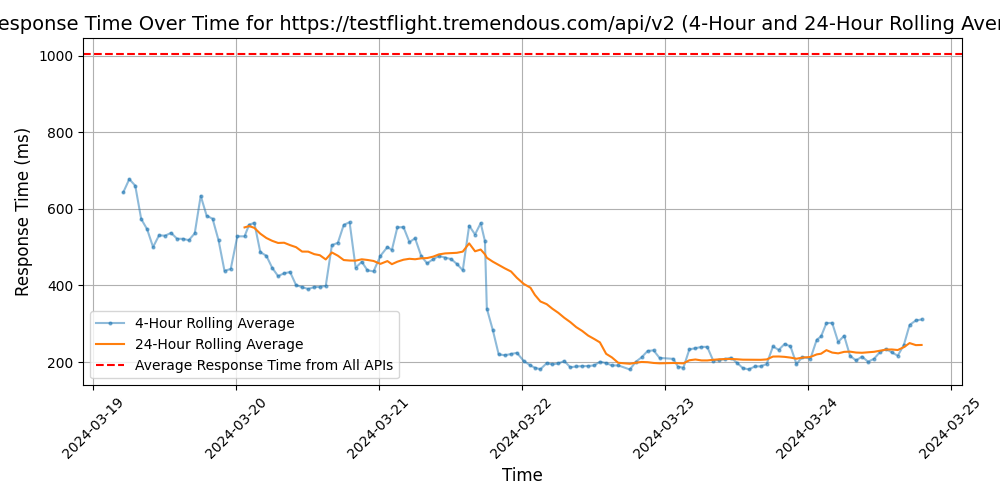 esponse Time Over Time for https://testflight.tremendous.com/api/v2 (4-Hour and 24-Hour Rolling Aver
Response Time (ms)
1000
800
600
400
200
4-Hour Rolling Average
24-Hour Rolling Average
Average Response Time from All APIs
2024-03-19
2024-03-20
2024-03-21
2024-03-22
2024-03-23
2024-03-24
2024-03-25
Time